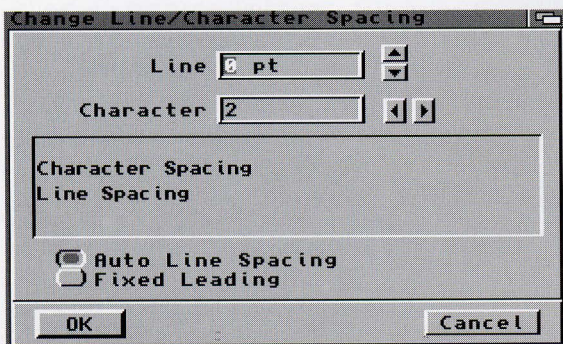 Change Line/Character Spacing
Line 0 pt
Character 2
Character Spacing
Line Spacing
Auto Line Spacing
Fixed Leading
OK Cancel